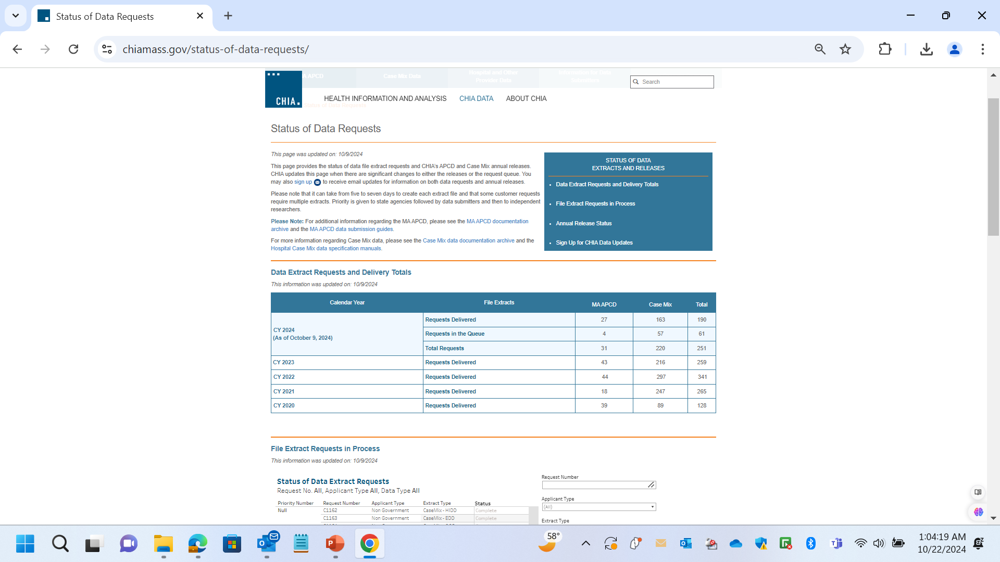 Status of Data Requests
chiamass.gov/status-of-data-requests/
A APCD
Case Mix Data
Hospital and Other
Provider Data
Information for Data
Submitters
Search
CHIA.
HEALTH INFORMATION AND ANALYSIS
CHIA DATA
ABOUT CHIA
Status of Data Requests
Status of Data Requests
This page was updated on: 10/9/2024
This page provides the status of data file extract requests and CHIA's APCD and Case Mix annual releases.
CHIA updates this page when there are significant changes to either the releases or the request queue. You
may also sign up to receive email updates for information on both data requests and annual releases.
Please note that it can take from five to seven days to create each extract file and that some customer requests
require multiple extracts. Priority is given to state agencies followed by data submitters and then to independent
researchers.
Please Note: For additional information regarding the MA APCD, please see the MA APCD documentation
archive and the MA APCD data submission guides.
For more information regarding Case Mix data, please see the Case Mix data documentation archive and the
Hospital Case Mix data specification manuals.
STATUS OF DATA
EXTRACTS AND RELEASES
• Data Extract Requests and Delivery Totals
• File Extract Requests in Process
• Annual Release Status
• Sign Up for CHIA Data Updates
Data Extract Requests and Delivery Totals
This information was updated on: 10/9/2024
Calendar Year File Extracts MA APCD Case Mix Total
CY 2024
(As of October 9, 2024)
Requests Delivered 27 163 190
Requests in the Queue 4 57 61
Total Requests 31 220 251
CY 2023 Requests Delivered 43 216 259
CY 2022 Requests Delivered 44 297 341
CY 2021 Requests Delivered 18 247 265
CY 2020 Requests Delivered 39 89 128
File Extract Requests in Process
This information was updated on: 10/9/2024
Status of Data Extract Requests
Request No. All, Applicant Type All, Data Type All
Priority Number Request Number Applicant Type Extract Type Status
Null C1162 Non Government CaseMix - HIDD Complete
C1163 Non Government CaseMix - EDD Complete
Request Number
Applicant Type
(All)
Extract Type
58°
1:04:19 AM
10/22/2024